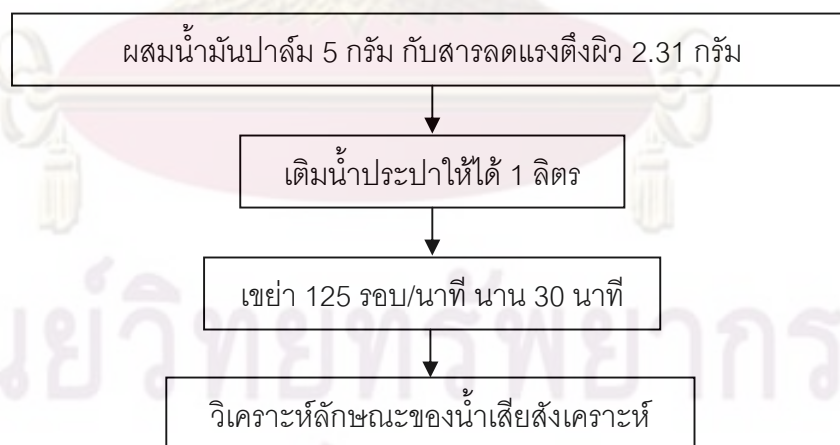 ผสมน้ำมันปาล์ม 5 กรัม กับสารลดแรงตึงผิว 2.31 กรัม
เติมน้ำประปาให้ได้ 1 ลิตร
เขย่า 125 รอบ/นาที นาน 30 นาที
วิเคราะห์ลักษณะของน้ำเสียสังเคราะห์